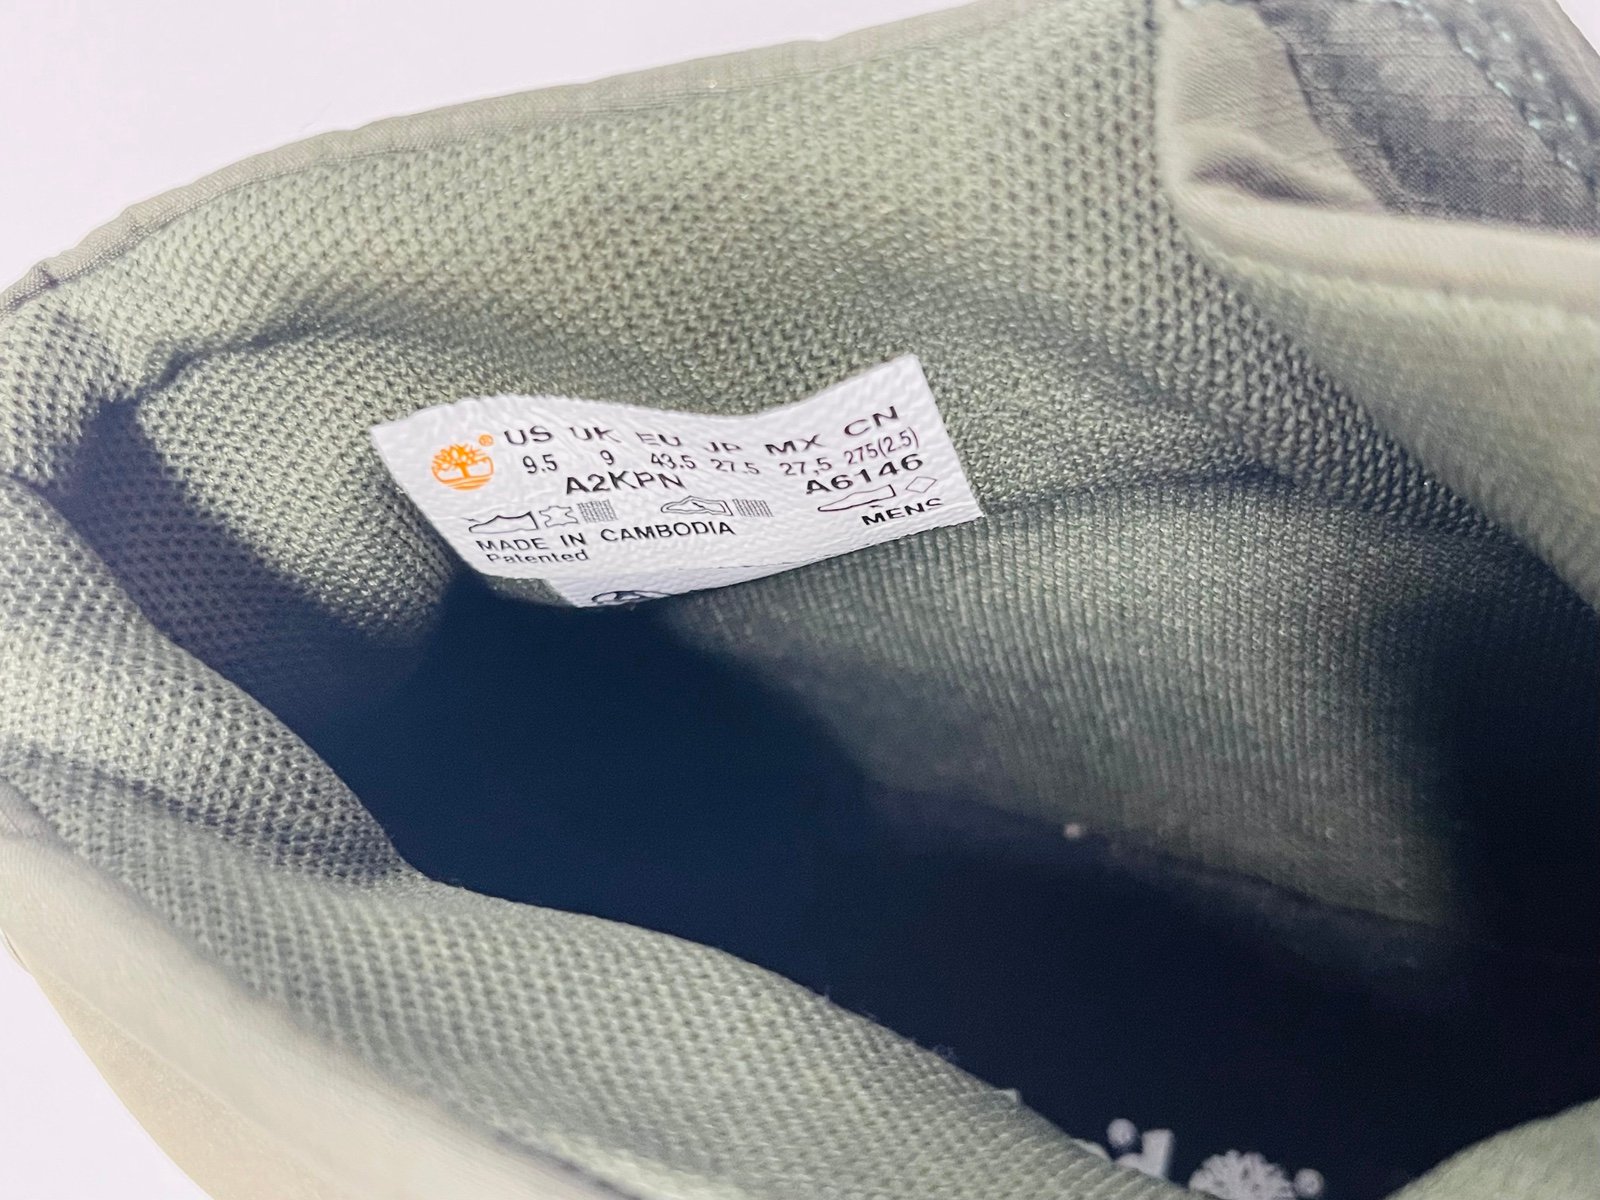 ® US UK EU JP MX CN
9.5 9 43.5 27.5 27,5 275(2.5)
A2KPN A6146
MADE IN CAMBODIA MENS
Patented